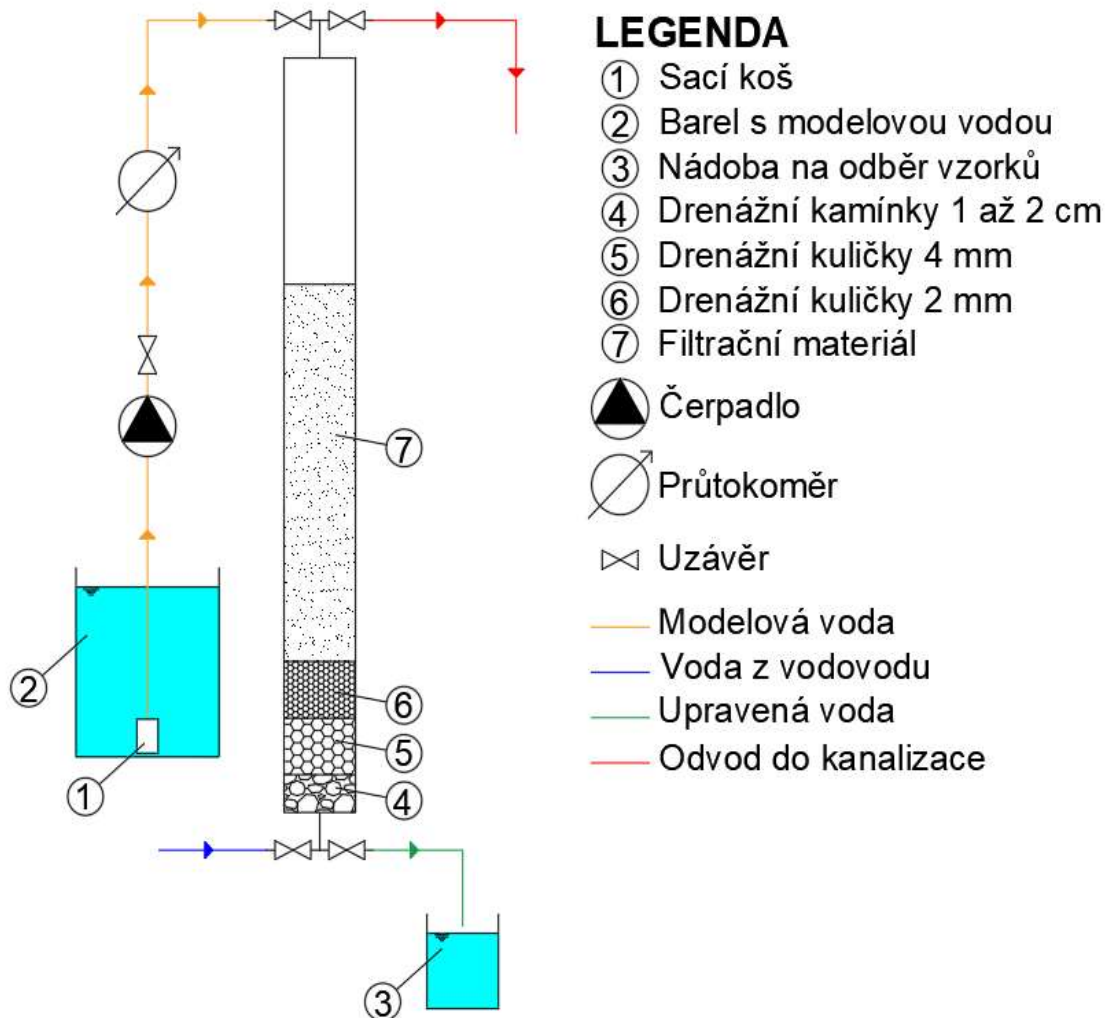 LEGENDA
1 Sací koš
2 Barel s modelovou vodou
3 Nádoba na odběr vzorků
4 Drenážní kamínky 1 až 2 cm
5 Drenážní kuličky 4 mm
6 Drenážní kuličky 2 mm
7 Filtrační materiál
Čerpadlo
Průtokoměr
Uzávěr
Modelová voda
Voda z vodovodu
Upravená voda
Odvod do kanalizace
7
2
6
5
1
4
3